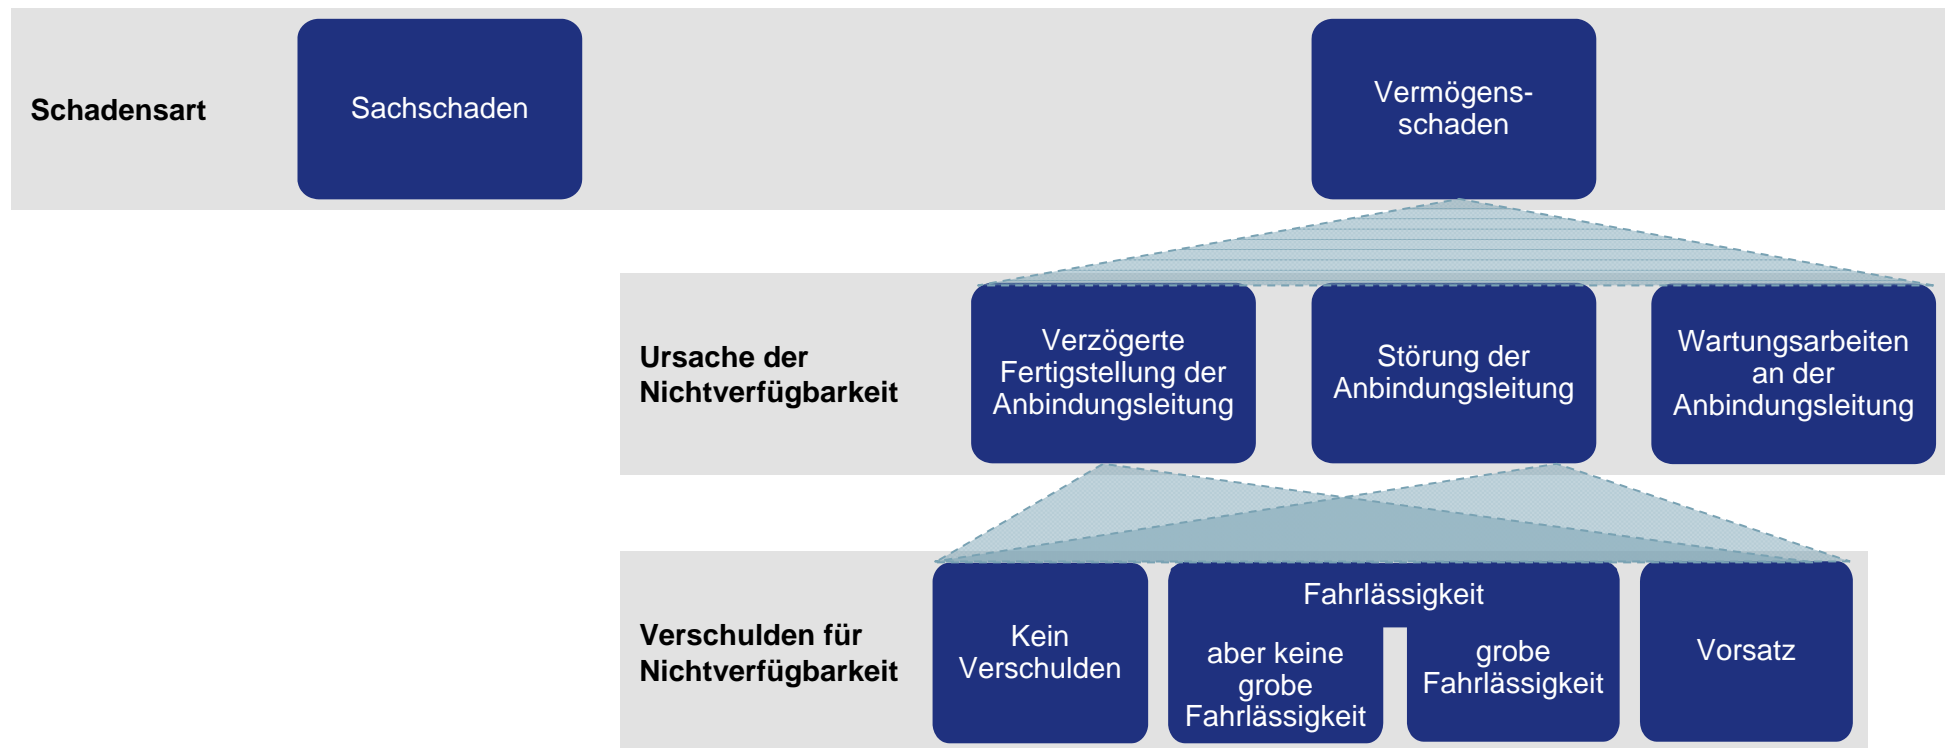 Schadensart
Sachschaden
Vermögens-
schaden
Ursache der
Nichtverfügbarkeit
Verzögerte
Fertigstellung der
Anbindungsleitung
Störung der
Anbindungsleitung
Wartungsarbeiten
an der
Anbindungsleitung
Verschulden für
Nichtverfügbarkeit
Kein
Verschulden
Fahrlässigkeit
aber keine
grobe
Fahrlässigkeit
grobe
Fahrlässigkeit
Vorsatz